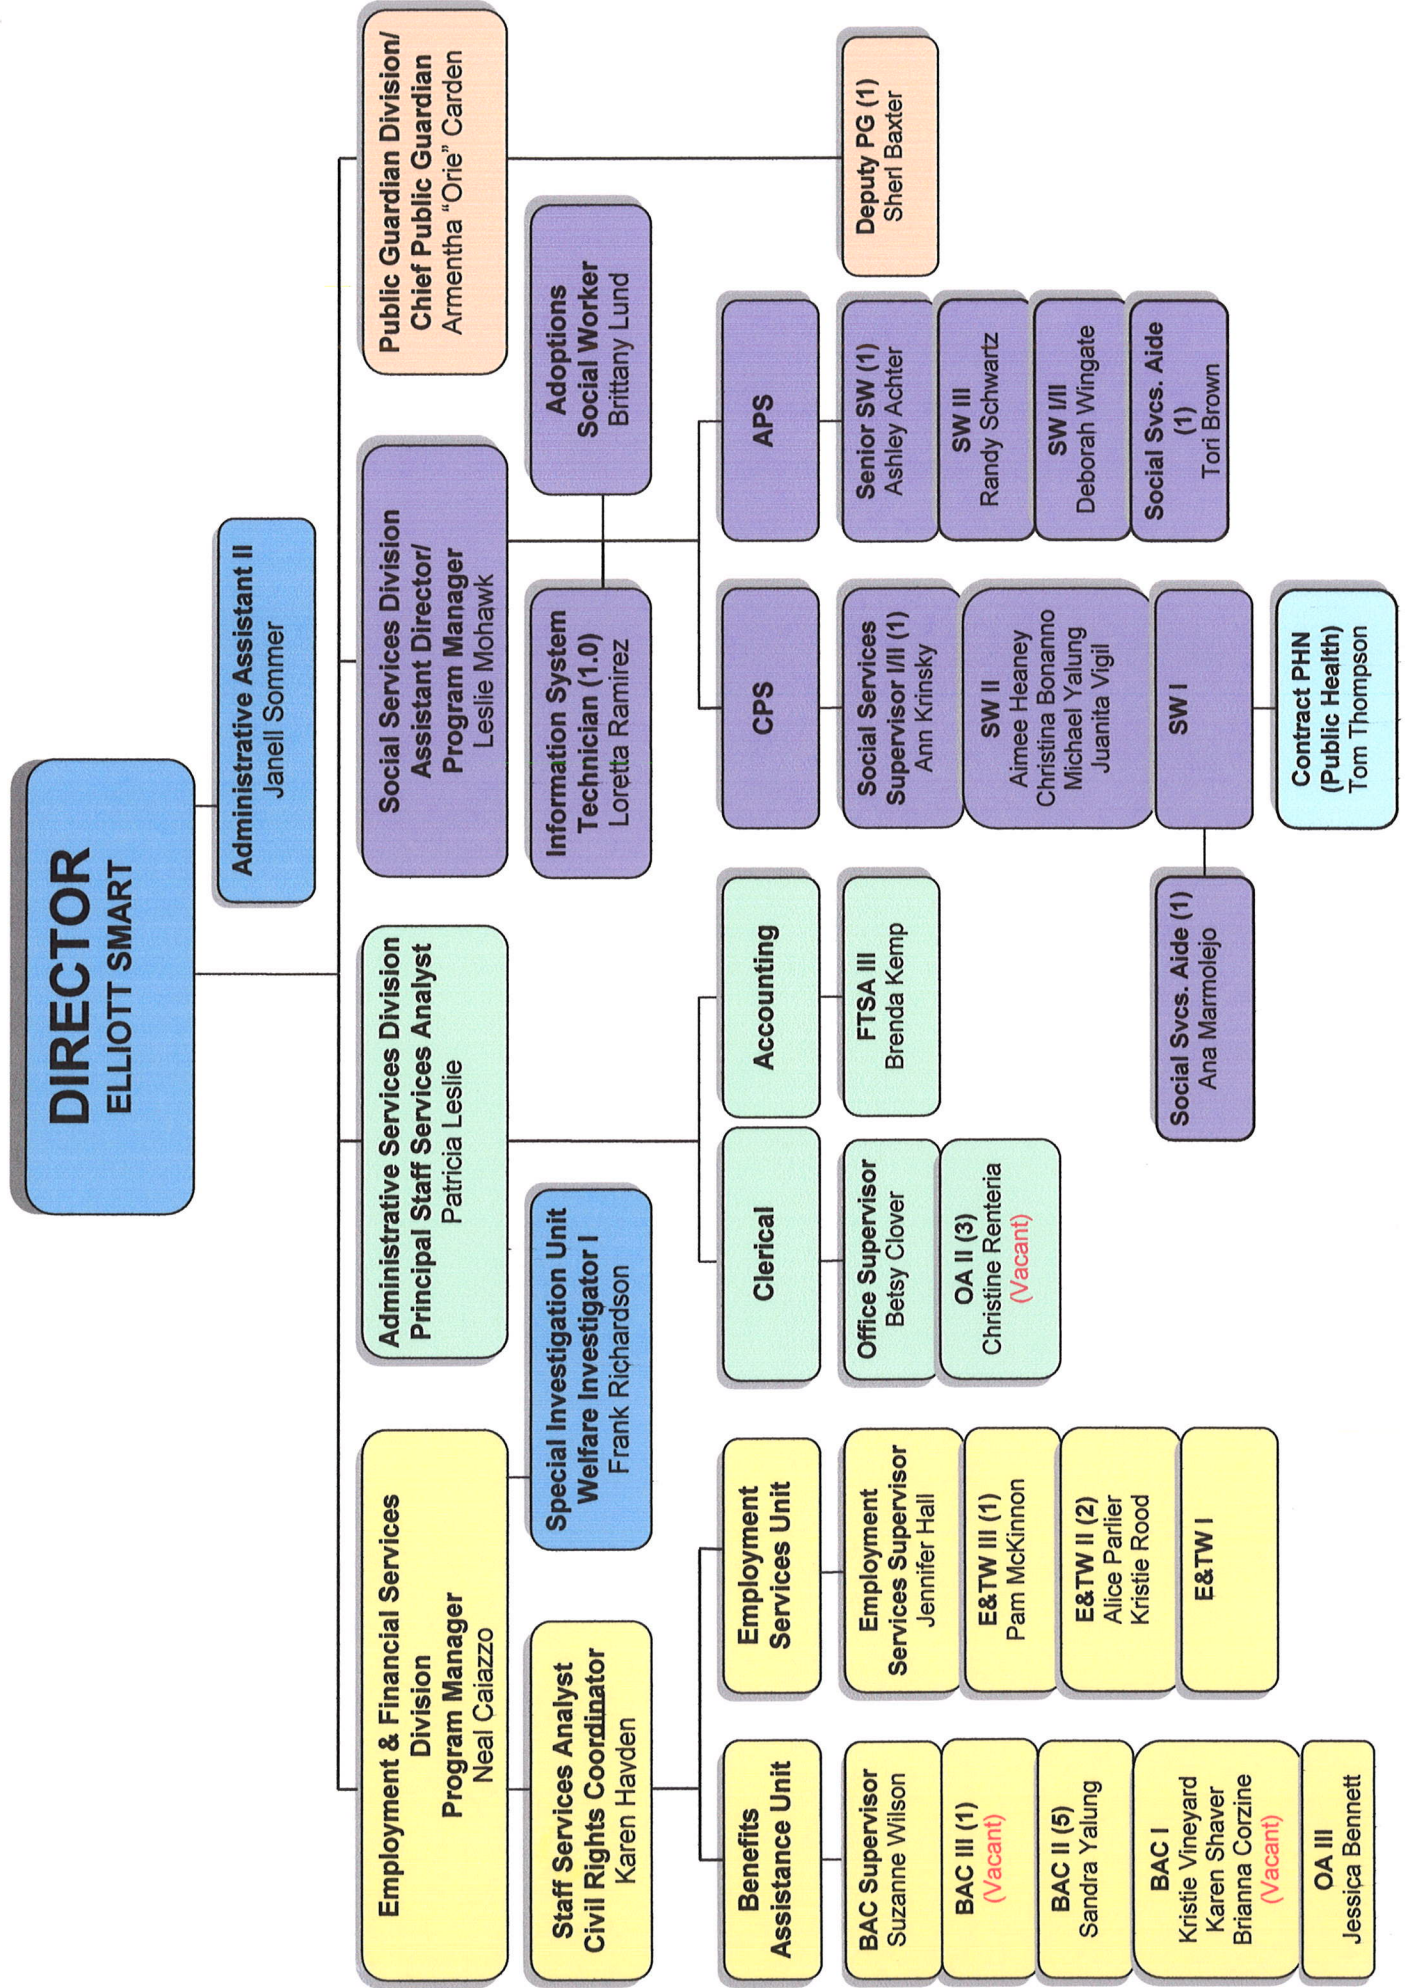 DIRECTOR
ELLIOTT SMART
Administrative Assistant II
Janell Sommer
Employment & Financial Services
Division
Program Manager
Neal Caiazzo
Administrative Services Division
Principal Staff Services Analyst
Patricia Leslie
Social Services Division
Assistant Director/
Program Manager
Leslie Mohawk
Public Guardian Division/
Chief Public Guardian
Armentha “Orie” Carden
Staff Services Analyst
Civil Rights Coordinator
Karen Hayden
Special Investigation Unit
Welfare Investigator I
Frank Richardson
Information System
Technician (1.0)
Loretta Ramirez
Adoptions
Social Worker
Brittany Lund
Benefits
Assistance Unit
Employment
Services Unit
Clerical
Accounting
CPS
APS
BAC Supervisor
Suzanne Wilson
BAC III (1)
(Vacant)
BAC II (5)
Sandra Yalung
BAC I
Kristie Vineyard
Karen Shaver
Brianna Corzine
(Vacant)
OA III
Jessica Bennett
Employment
Services Supervisor
Jennifer Hall
E&TW III (1)
Pam McKinnon
E&TW II (2)
Alice Parlier
Kristie Rood
E&TW I
Office Supervisor
Betsy Clover
OA II (3)
Christine Renteria
(Vacant)
FTSA III
Brenda Kemp
Social Services
Supervisor I/II (1)
Ann Krinsky
SW II
Aimee Heaney
Christina Bonanno
Michael Yalung
Juanita Vigil
SW I
Social Svcs. Aide (1)
Ana Marmolejo
Contract PHN
(Public Health)
Tom Thompson
Senior SW (1)
Ashley Achter
SW III
Randy Schwartz
SW I/II
Deborah Wingate
Social Svcs. Aide
(1)
Tori Brown
Deputy PG (1)
Sherl Baxter